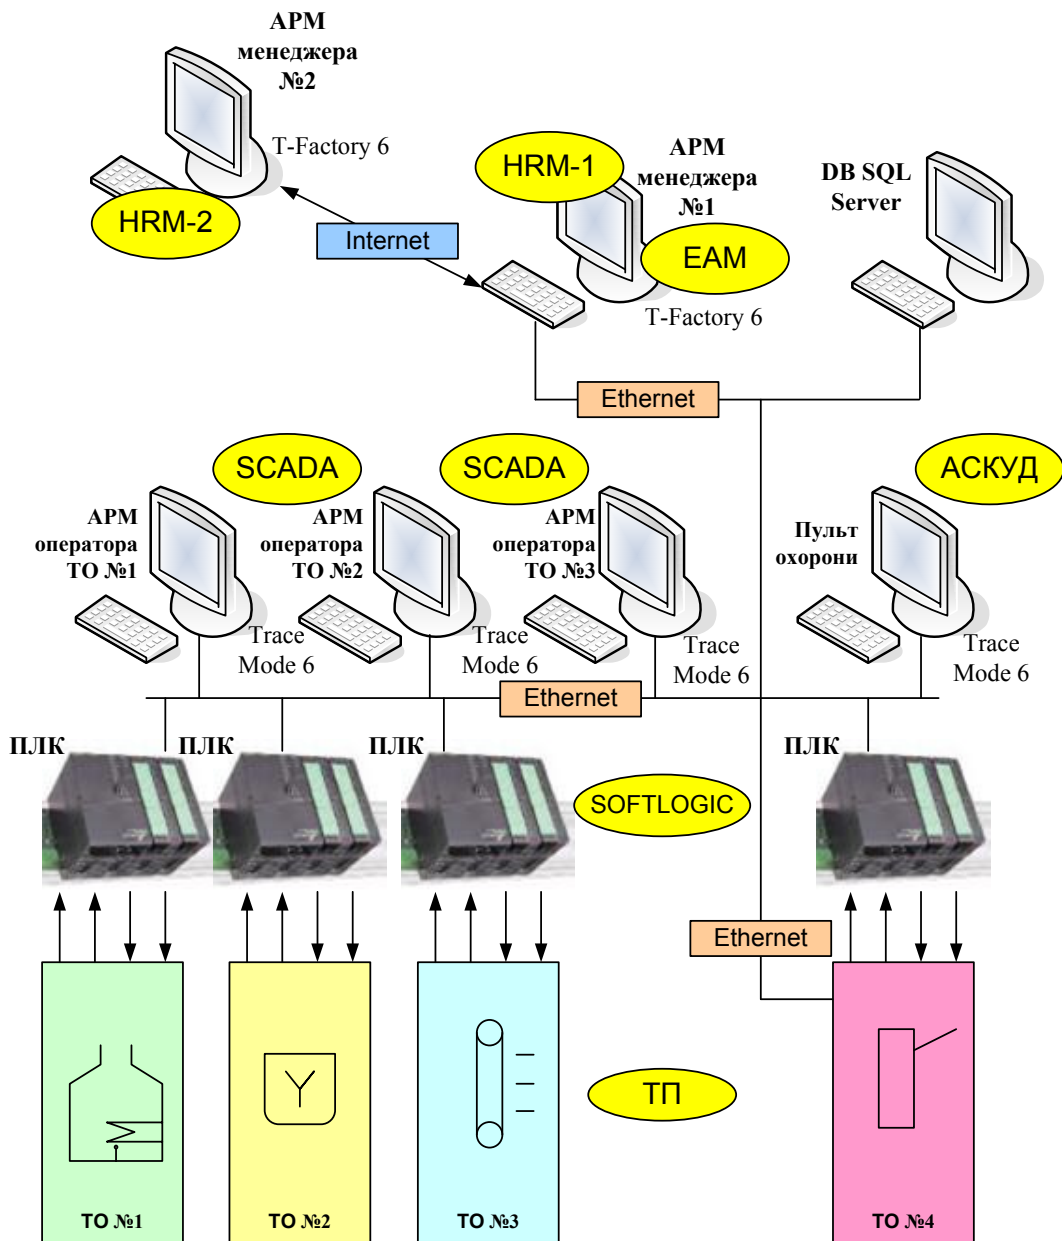 АРМ
менеджера
№2
T-Factory 6
HRM-2
Internet
HRM-1
АРМ
менеджера
№1
EAM
T-Factory 6
DB SQL
Server
Ethernet
SCADA
SCADA
АСКУД
АРМ
оператора
ТО №1
Trace
Mode 6
АРМ
оператора
ТО №2
Trace
Mode 6
АРМ
оператора
ТО №3
Trace
Mode 6
Пульт
охорони
Trace
Mode 6
Ethernet
ПЛК
ПЛК
ПЛК
ПЛК
SOFTLOGIC
Ethernet
ТП
ТО №1
ТО №2
ТО №3
ТО №4